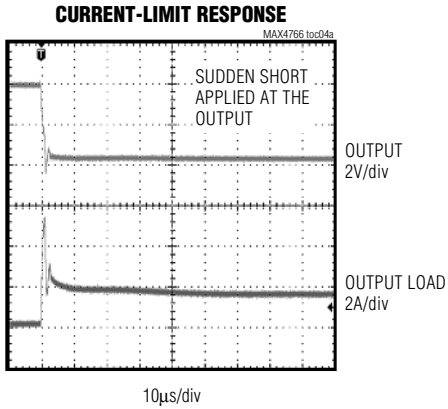 CURRENT-LIMIT RESPONSE
MAX4766 toc04a
T
SUDDEN SHORT
APPLIED AT THE
OUTPUT
OUTPUT
2V/div
OUTPUT LOAD
2A/div
10µs/div